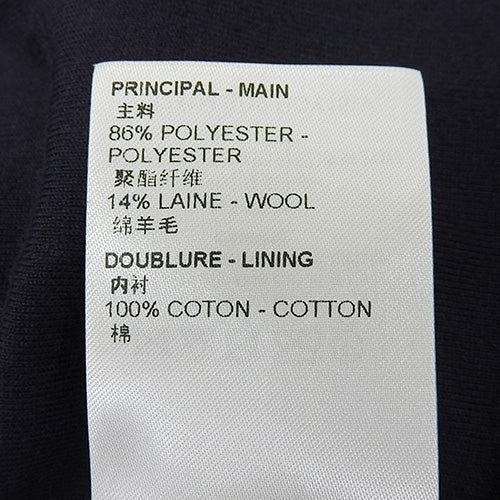 PRINCIPAL - MAIN
主料
86% POLYESTER -
POLYESTER
聚酯纤维
14% LAINE - WOOL
绵羊毛
DOUBLURE - LINING
内衬
100% COTON - COTTON
棉